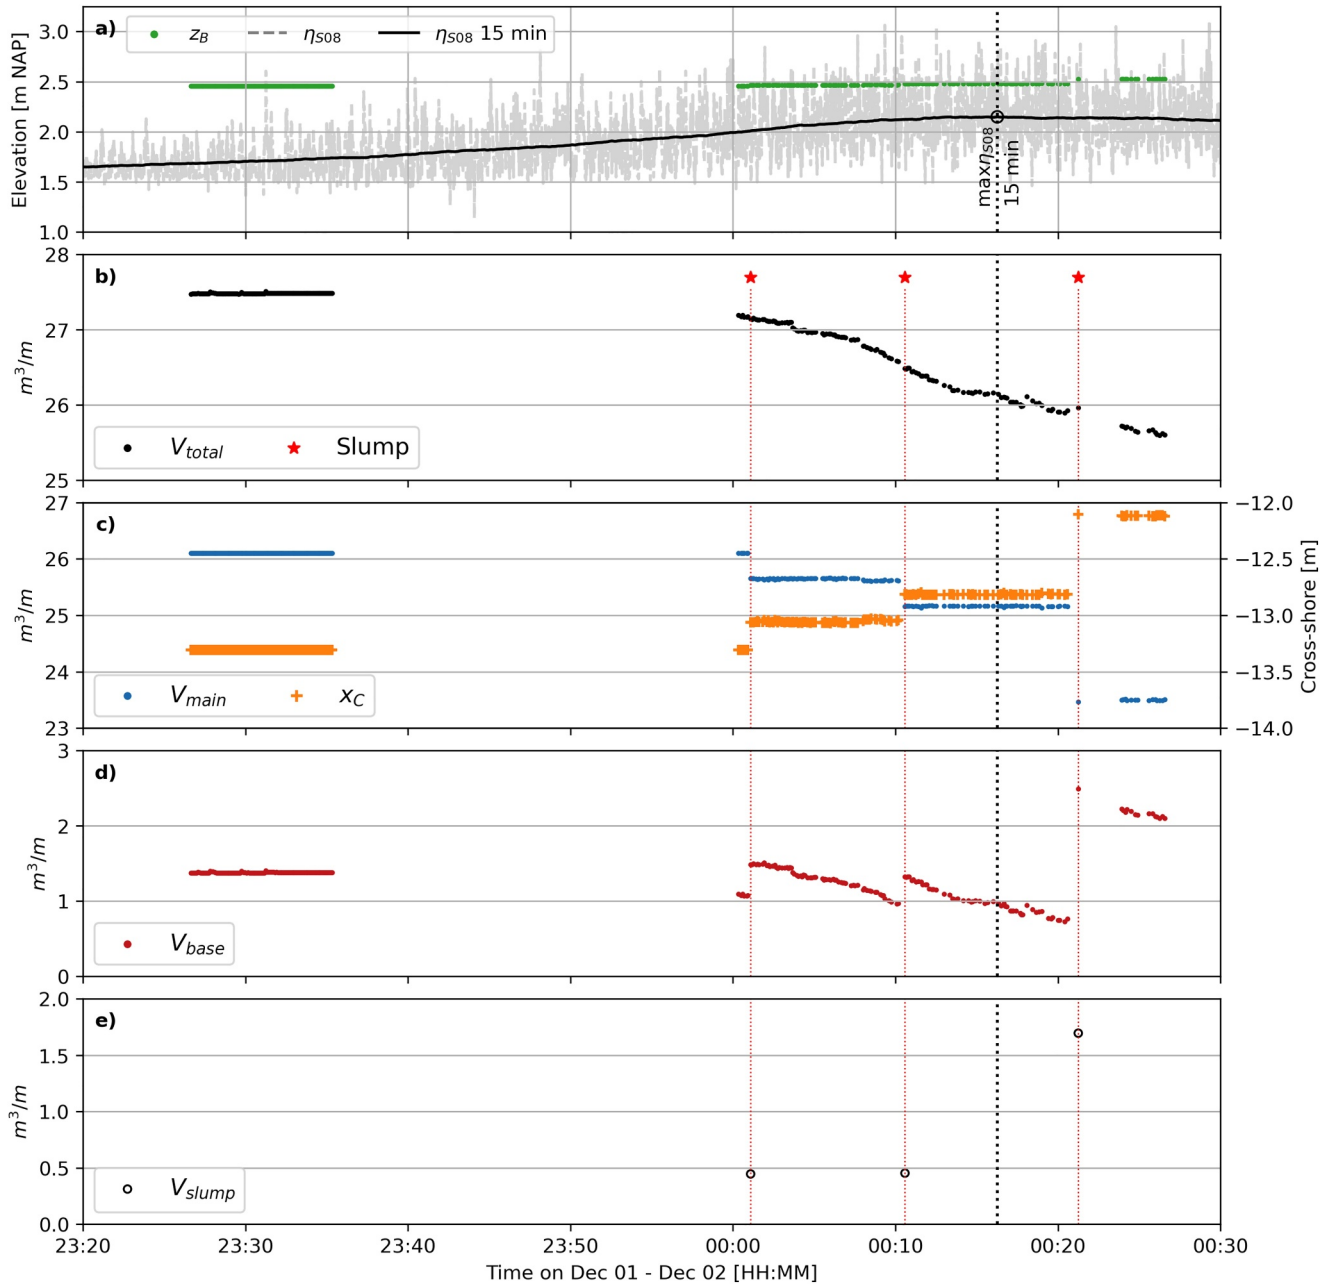 a)
z_B η_S08 η_S08 15 min
3.0
2.5
2.0
1.5
1.0
Elevation [m NAP]
maxη_S08
15 min
b)
28
27
26
25
m³/m
V_total Slump
c)
27
26
25
24
23
m³/m
−12.0
−12.5
−13.0
−13.5
−14.0
Cross-shore [m]
V_main x_C
d)
3
2
1
0
m³/m
V_base
e)
2.0
1.5
1.0
0.5
0.0
m³/m
V_slump
23:20 23:30 23:40 23:50 00:00 00:10 00:20 00:30
Time on Dec 01 - Dec 02 [HH:MM]